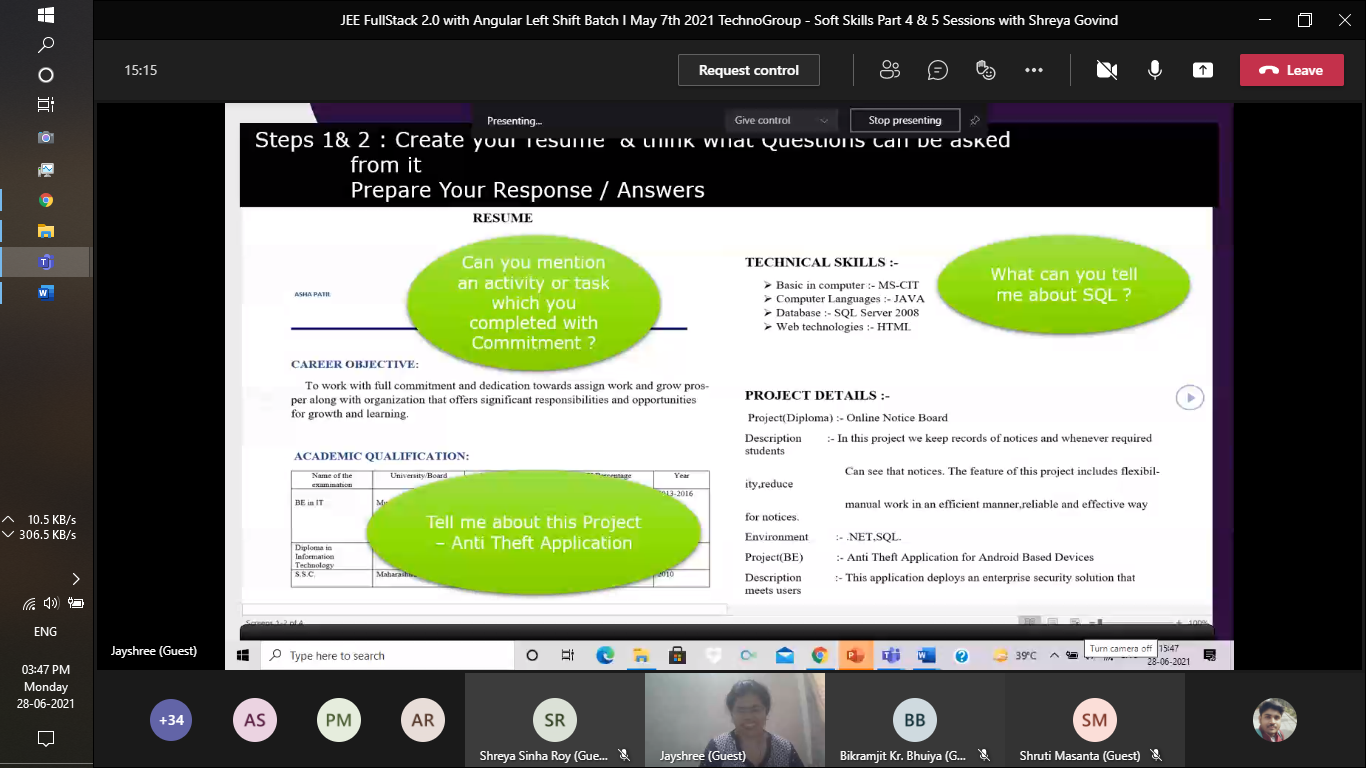 JEE FullStack 2.0 with Angular Left Shift Batch I May 7th 2021 TechnoGroup - Soft Skills Part 4 & 5 Sessions with Shreya Govind
15:15
Request control
Leave
Presenting...
Give control
Stop presenting
Steps 1& 2 : Create your resume & think what Questions can be asked
from it
Prepare Your Response / Answers
RESUME
Can you mention
an activity or task
which you
completed with
Commitment ?
ASHA PATIL
CAREER OBJECTIVE:
To work with full commitment and dedication towards assign work and grow pros-
per along with organization that offers significant responsibilities and opportunities
for growth and learning.
ACADEMIC QUALIFICATION:
Name of the
examination
University/Board
Percentage
Year
BE in IT
2013-2016
Diploma in
Information
Technology
S.S.C.
2010
Tell me about this Project
– Anti Theft Application
TECHNICAL SKILLS :-
➢ Basic in computer :- MS-CIT
➢ Computer Languages :- JAVA
➢ Database :- SQL Server 2008
➢ Web technologies :- HTML
What can you tell
me about SQL ?
PROJECT DETAILS :-
Project(Diploma) :- Online Notice Board
Description :- In this project we keep records of notices and whenever required
students
Can see that notices. The feature of this project includes flexibil-
ity,reduce
manual work in an efficient manner,reliable and effective way
for notices.
Environment :- .NET,SQL.
Project(BE) :- Anti Theft Application for Android Based Devices
Description :- This application deploys an enterprise security solution that
meets users
Screens 1-2 of 4
100%
Jayshree (Guest)
Type here to search
39°C
Turn camera off
15:47
28-06-2021
10.5 KB/s
306.5 KB/s
ENG
03:47 PM
Monday
28-06-2021
+34
AS
PM
AR
SR
Shreya Sinha Roy (Gue...
Jayshree (Guest)
BB
Bikramjit Kr. Bhuiya (G...
SM
Shruti Masanta (Guest)